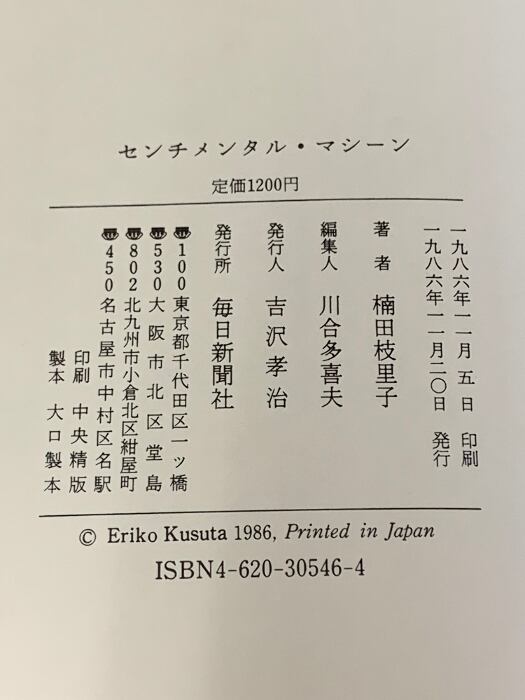 センチメンタル・マシーン
定価1200円
一九八六年一一月 五 日 印刷
一九八六年一一月二〇日 発行
著 者 楠田枝里子
編集人 川合多喜夫
発行人 吉沢孝治
発行所 毎日新聞社
〠100 東京都千代田区一ッ橋
〠530 大阪市北区堂島
〠802 北九州市小倉北区紺屋町
〠450 名古屋市中村区名駅
印刷 中央精版
製本 大口製本
© Eriko Kusuta 1986, Printed in Japan
ISBN4-620-30546-4